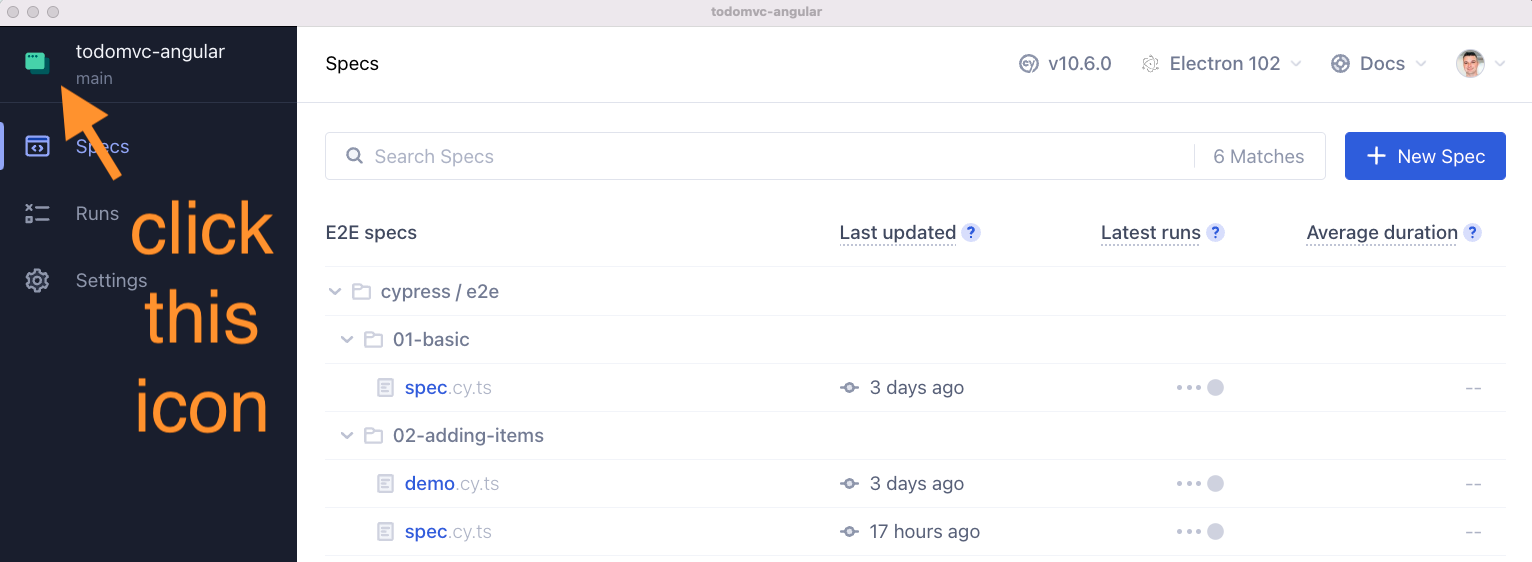 todomvc-angular
todomvc-angular
main
Specs
cy v10.6.0
Electron 102
Docs
Specs
Runs
Settings
click
this
icon
Search Specs
6 Matches
+ New Spec
E2E specs
Last updated ?
Latest runs ?
Average duration ?
cypress / e2e
01-basic
spec.cy.ts
3 days ago
--
02-adding-items
demo.cy.ts
3 days ago
--
spec.cy.ts
17 hours ago
--